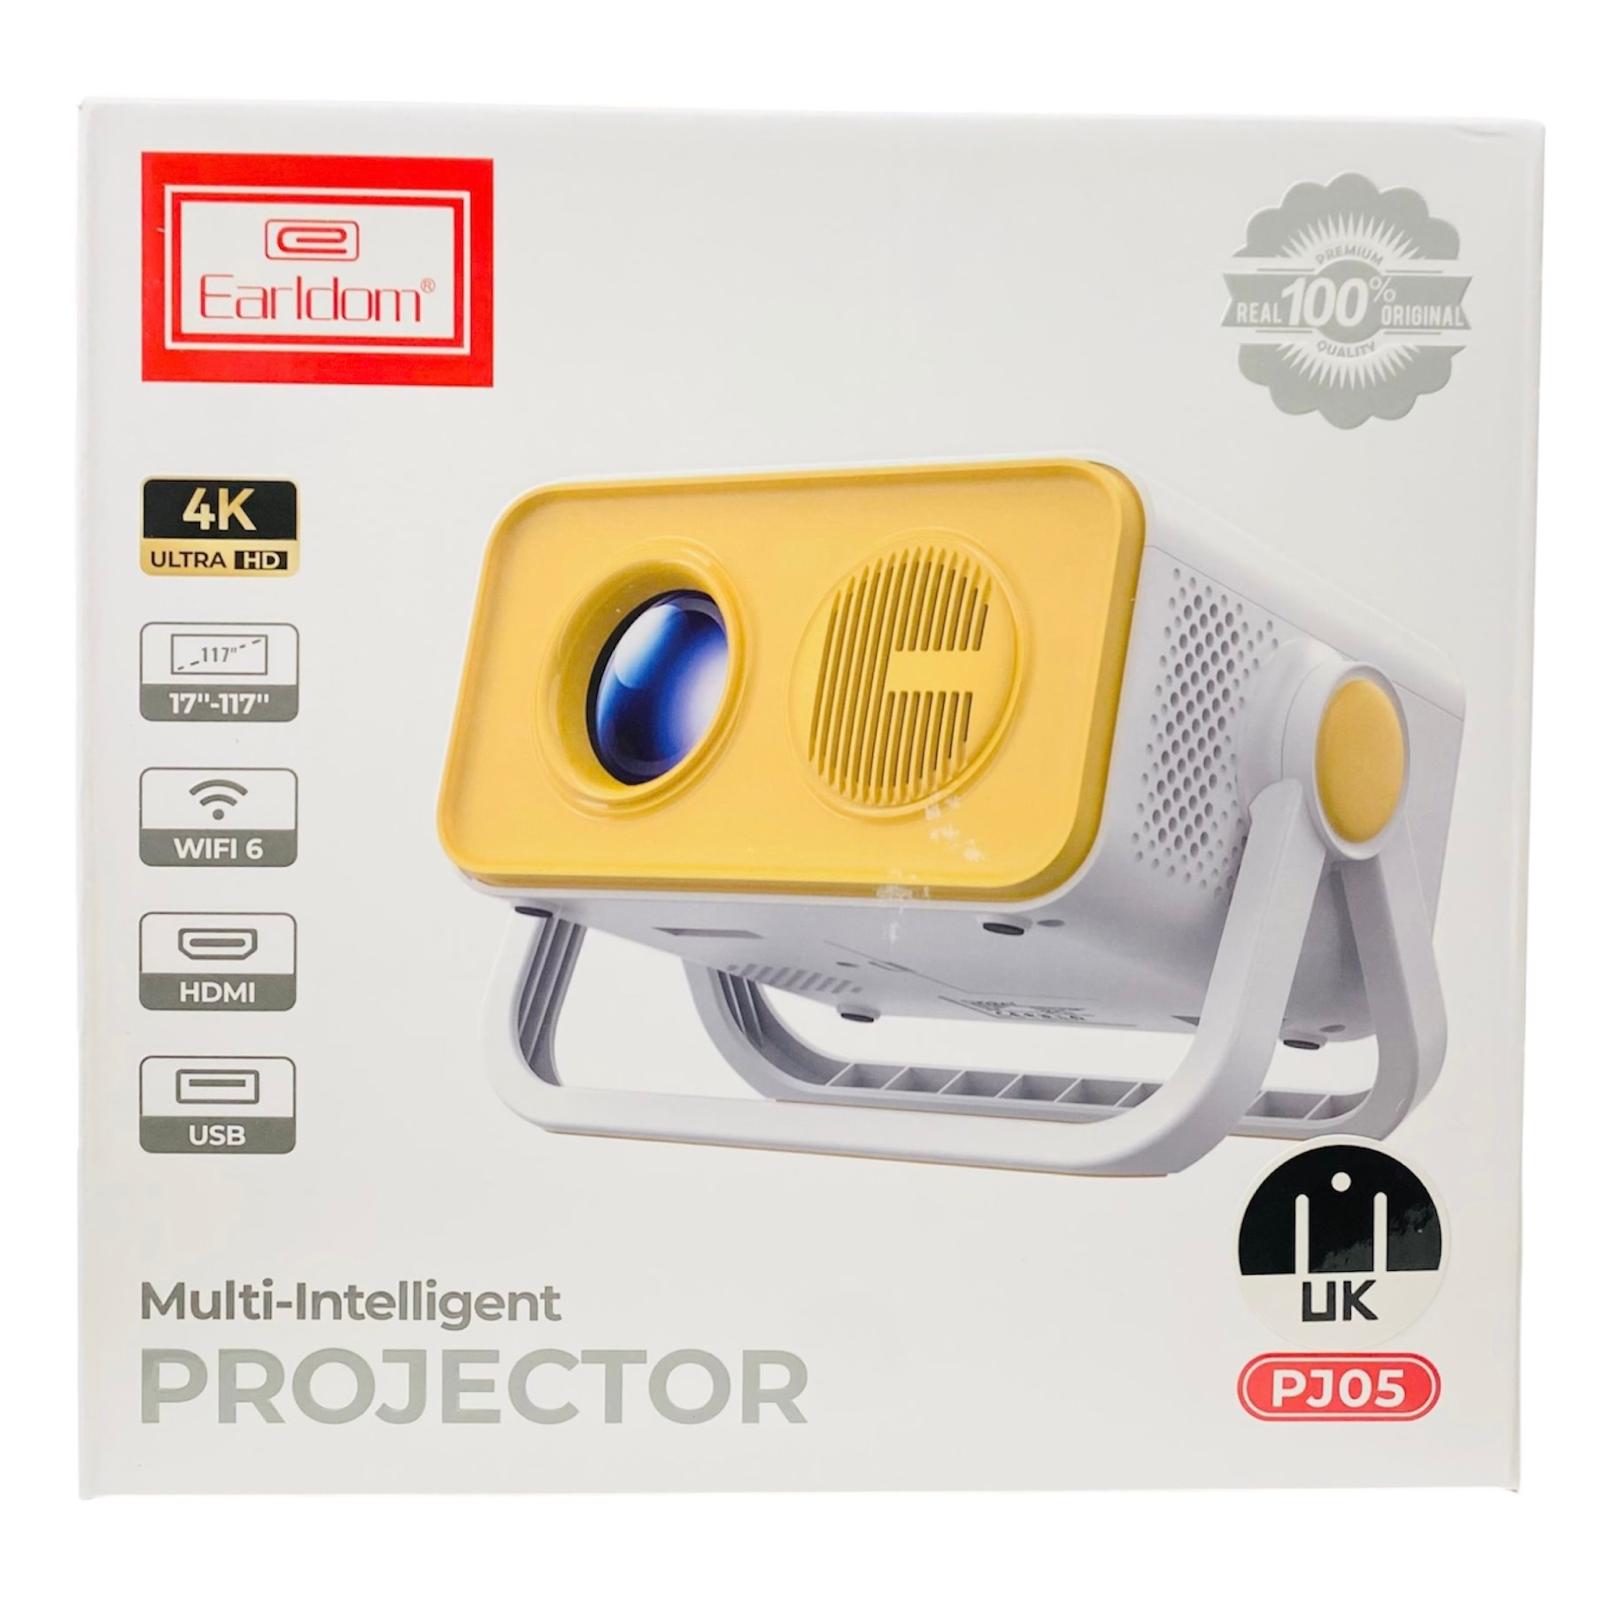 Earldom®
PREMIUM
REAL 100% ORIGINAL
QUALITY
4K
ULTRA HD
117"
17"-117"
WIFI 6
HDMI
USB
UK
Multi-Intelligent
PROJECTOR
PJ05